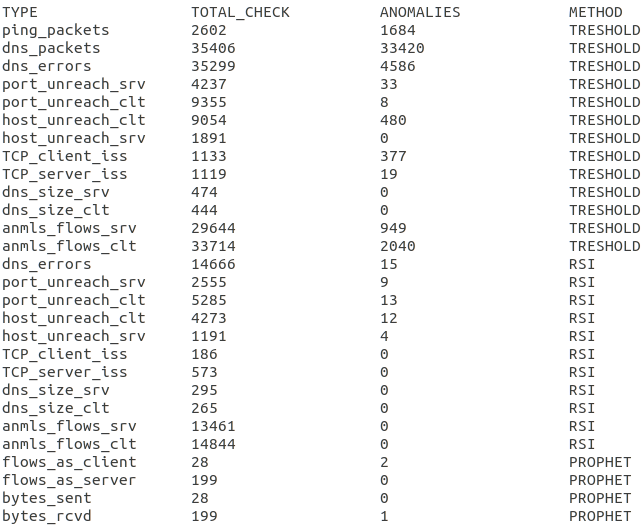 TYPE TOTAL_CHECK ANOMALIES METHOD
ping_packets 2602 1684 TRESHOLD
dns_packets 35406 33420 TRESHOLD
dns_errors 35299 4586 TRESHOLD
port_unreach_srv 4237 33 TRESHOLD
port_unreach_clt 9355 8 TRESHOLD
host_unreach_clt 9054 480 TRESHOLD
host_unreach_srv 1891 0 TRESHOLD
TCP_client_iss 1133 377 TRESHOLD
TCP_server_iss 1119 19 TRESHOLD
dns_size_srv 474 0 TRESHOLD
dns_size_clt 444 0 TRESHOLD
anmls_flows_srv 29644 949 TRESHOLD
anmls_flows_clt 33714 2040 TRESHOLD
dns_errors 14666 15 RSI
port_unreach_srv 2555 9 RSI
port_unreach_clt 5285 13 RSI
host_unreach_clt 4273 12 RSI
host_unreach_srv 1191 4 RSI
TCP_client_iss 186 0 RSI
TCP_server_iss 573 0 RSI
dns_size_srv 295 0 RSI
dns_size_clt 265 0 RSI
anmls_flows_srv 13461 0 RSI
anmls_flows_clt 14844 0 RSI
flows_as_client 28 2 PROPHET
flows_as_server 199 0 PROPHET
bytes_sent 28 0 PROPHET
bytes_rcvd 199 1 PROPHET